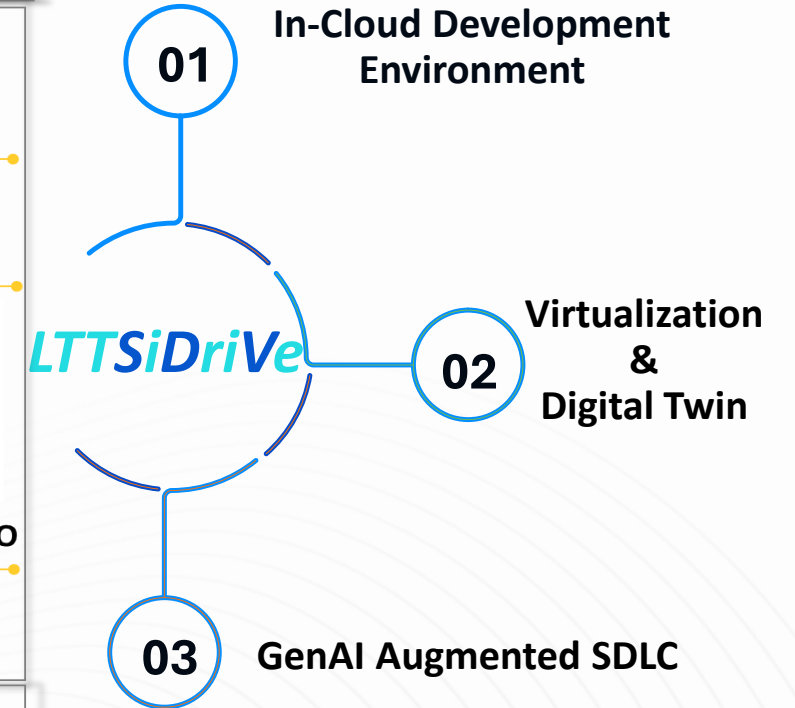 01
In-Cloud Development
Environment
LTTSiDriVe
02
Virtualization
&
Digital Twin
O
03
GenAI Augmented SDLC